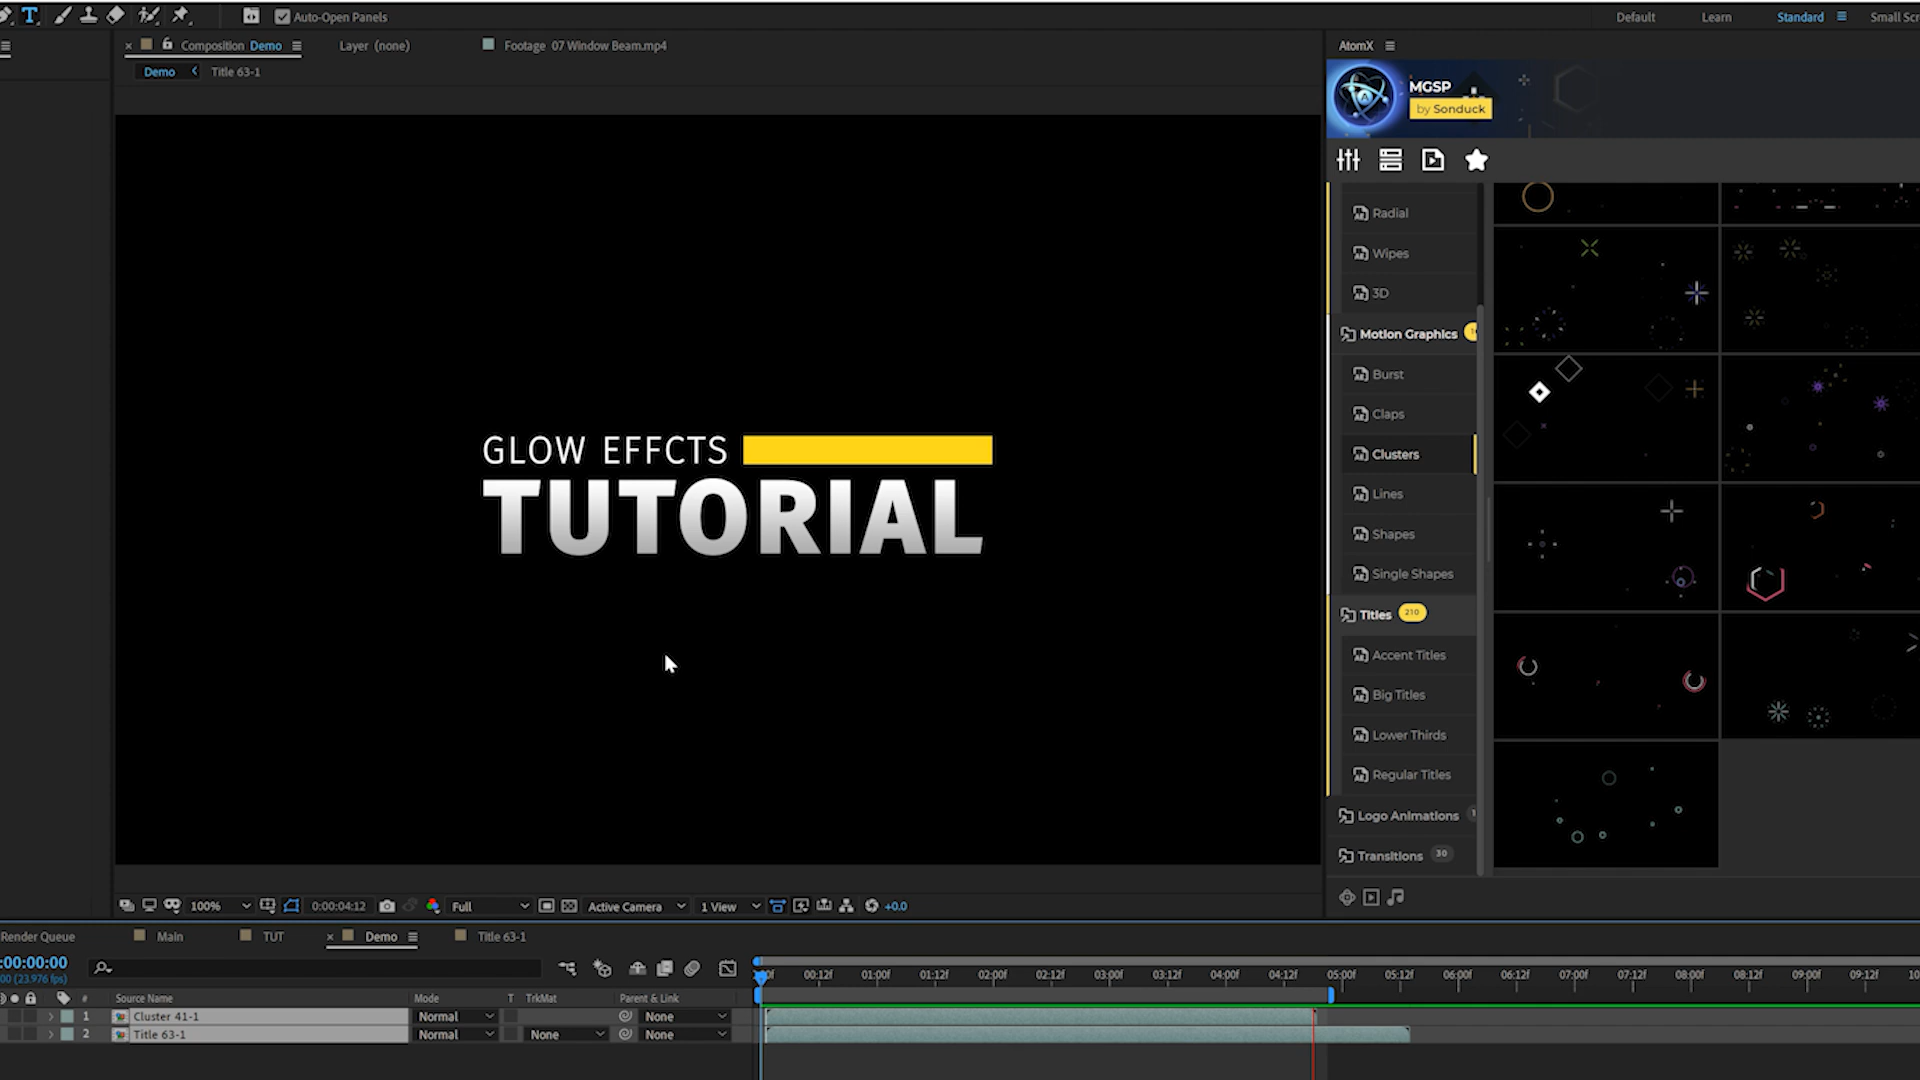 T
Auto-Open Panels
Default
Learn
Standard
× Composition Demo
Layer (none)
Footage 07 Window Beam.mp4
AtomX
Demo
Title 63-1
MGSP
by Sonduck
Radial
Wipes
3D
Motion Graphics
Burst
Claps
Clusters
Lines
Shapes
Single Shapes
Titles 210
Accent Titles
Big Titles
Lower Thirds
Regular Titles
Logo Animations
Transitions 30
GLOW EFFCTS
TUTORIAL
100%
0:00:04:12
Full
Active Camera
1 View
+0.0
Render Queue
Main
TUT
× Demo
Title 63-1
:00:00:00
00 (23.976 fps)
00:12f 01:00f 01:12f 02:00f 02:12f 03:00f 03:12f 04:00f 04:12f 05:00f 05:12f 06:00f 06:12f 07:00f 07:12f 08:00f 08:12f 09:00f 09:12f 10
# Source Name Mode T TrkMat Parent & Link
1 Cluster 41-1 Normal None
2 Title 63-1 Normal None None